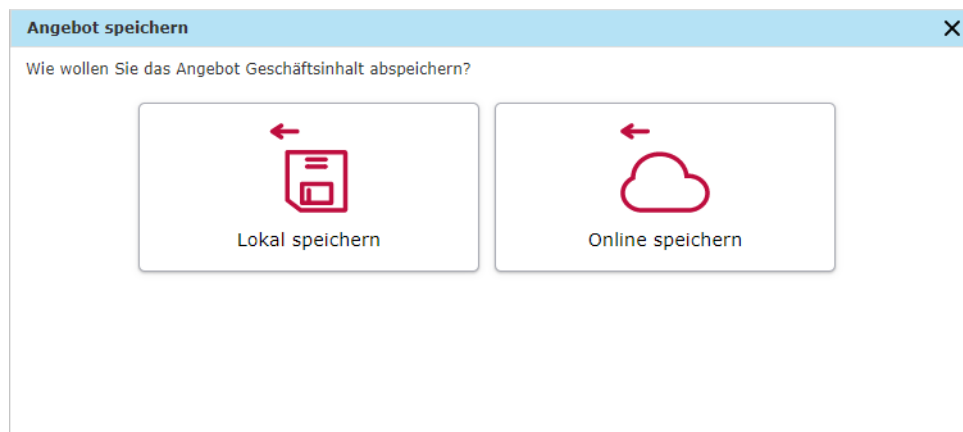 Angebot speichern
Wie wollen Sie das Angebot Geschäftsinhalt abspeichern?
Lokal speichern
Online speichern